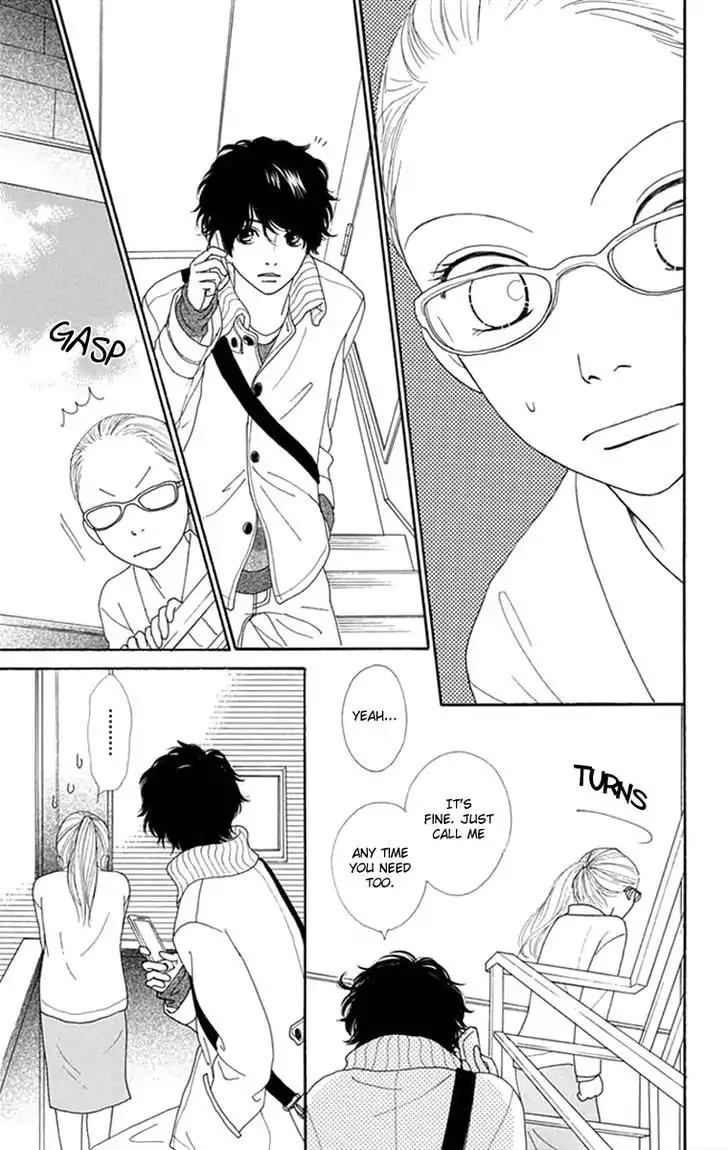 GASP
TURNS
YEAH...
IT'S
FINE. JUST
CALL ME
ANY TIME
YOU NEED
TOO.
........